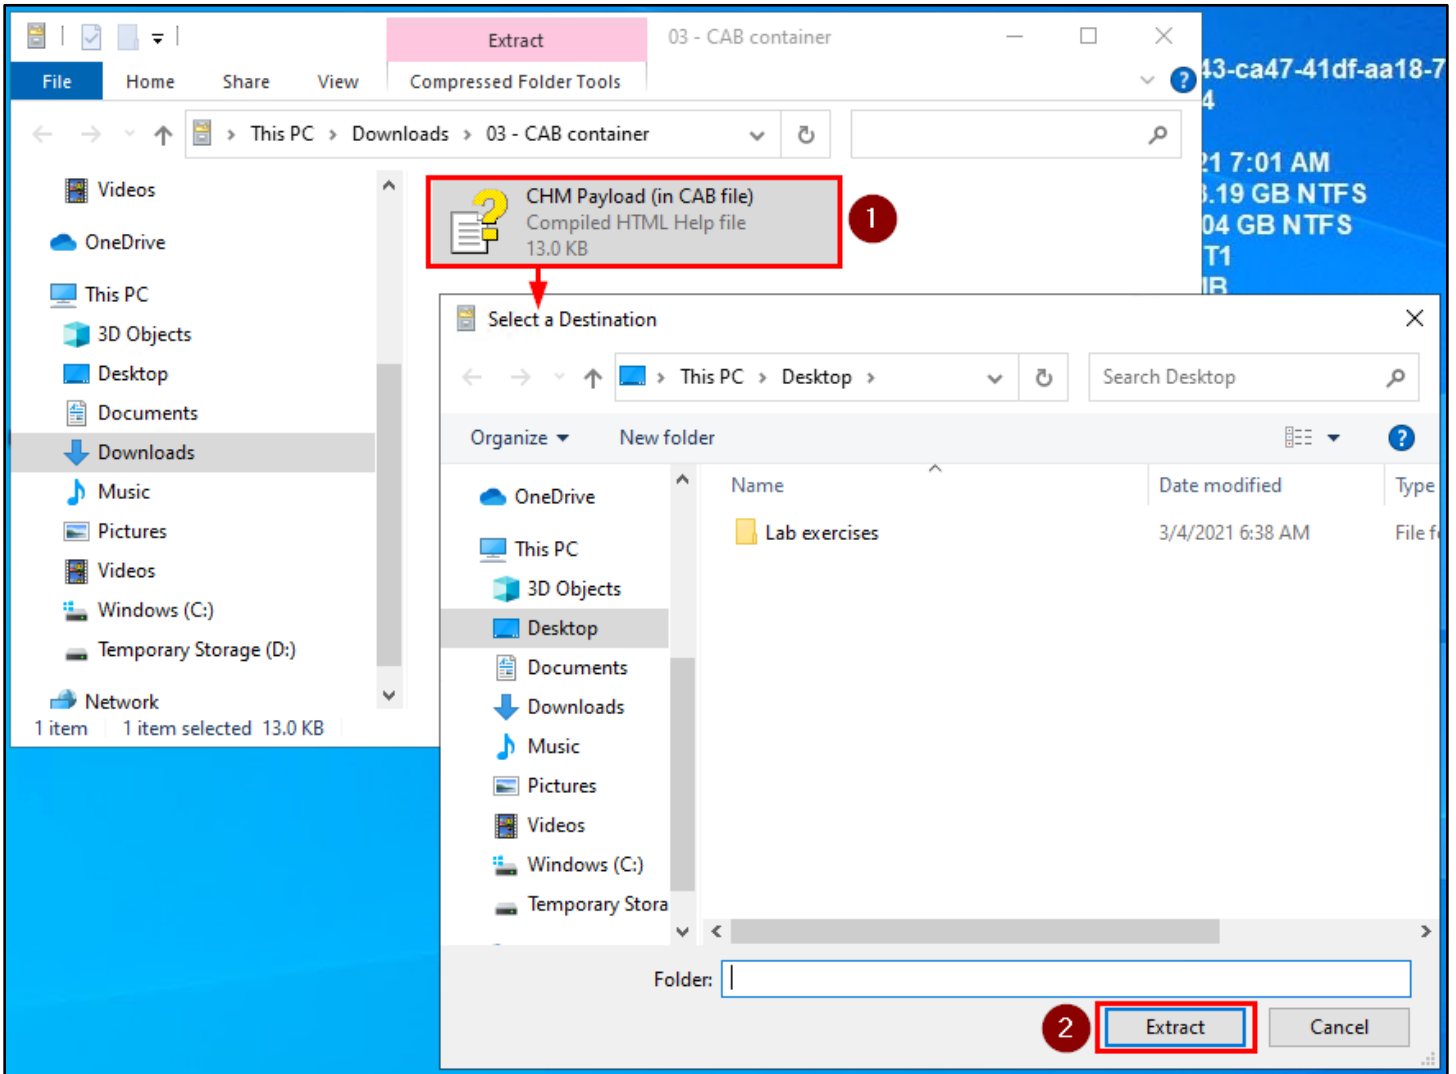 Extract
03 - CAB container
File
Home
Share
View
Compressed Folder Tools
This PC
Downloads
03 - CAB container
Videos
OneDrive
This PC
3D Objects
Desktop
Documents
Downloads
Music
Pictures
Videos
Windows (C:)
Temporary Storage (D:)
Network
1 item
1 item selected 13.0 KB
CHM Payload (in CAB file)
Compiled HTML Help file
13.0 KB
1
43-ca47-41df-aa18-7
4
21 7:01 AM
.19 GB NTFS
04 GB NTFS
T1
Select a Destination
This PC
Desktop
Search Desktop
Organize
New folder
Name
Date modified
Type
Lab exercises
3/4/2021 6:38 AM
File f
OneDrive
This PC
3D Objects
Desktop
Documents
Downloads
Music
Pictures
Videos
Windows (C:)
Temporary Stora
Folder:
2
Extract
Cancel